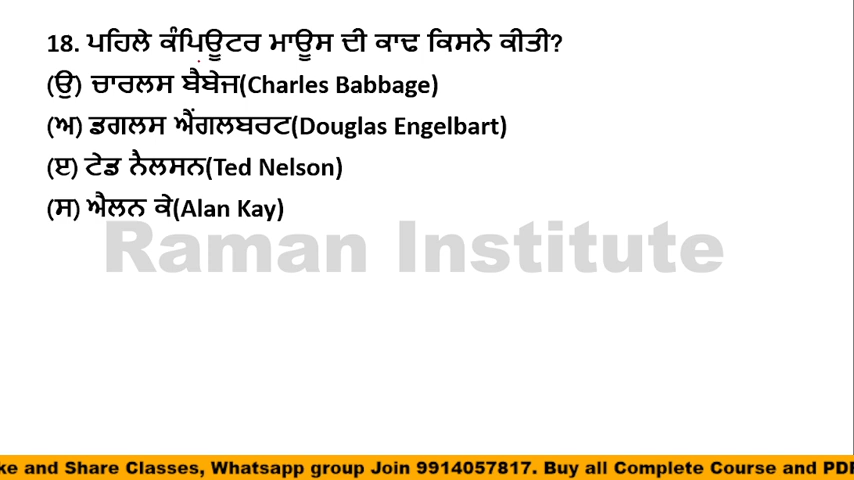 18. ਪਹਿਲੇ ਕੰਪਿਊਟਰ ਮਾਊਸ ਦੀ ਕਾਢ ਕਿਸਨੇ ਕੀਤੀ?
(ੳ) ਚਾਰਲਸ ਬੈਬੇਜ(Charles Babbage)
(ਅ) ਡਗਲਸ ਐਂਗਲਬਰਟ(Douglas Engelbart)
(ੲ) ਟੇਡ ਨੈਲਸਨ(Ted Nelson)
(ਸ) ਐਲਨ ਕੇ(Alan Kay)
Raman Institute
ke and Share Classes, Whatsapp group Join 9914057817. Buy all Complete Course and PDF